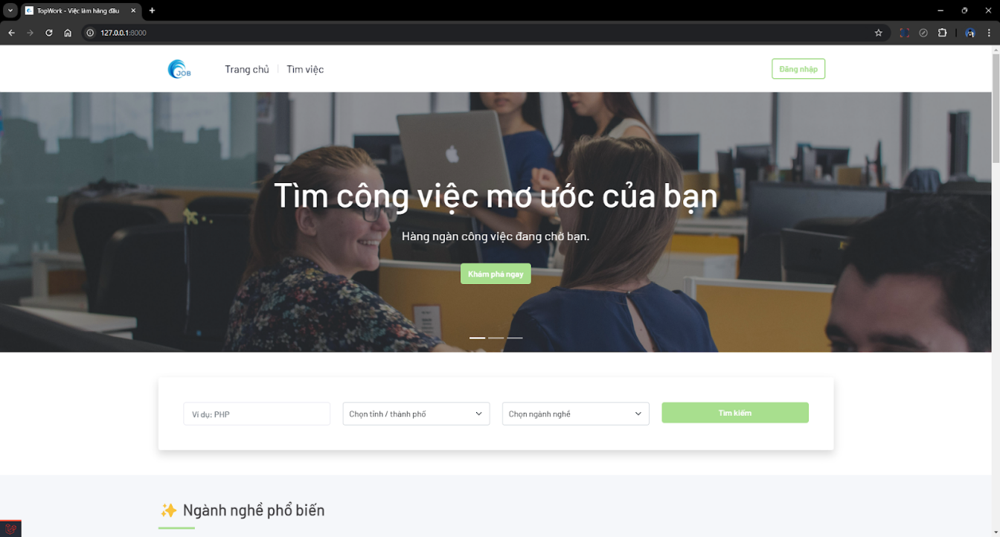 TopWork - Việc làm hàng đầu
127.0.0.1:8000
JOB
Trang chủ
Tìm việc
Đăng nhập
Tìm công việc mơ ước của bạn
Hàng ngàn công việc đang chờ bạn.
Khám phá ngay
Ví dụ: PHP
Chọn tỉnh / thành phố
Chọn ngành nghề
Tìm kiếm
✨ Ngành nghề phổ biến